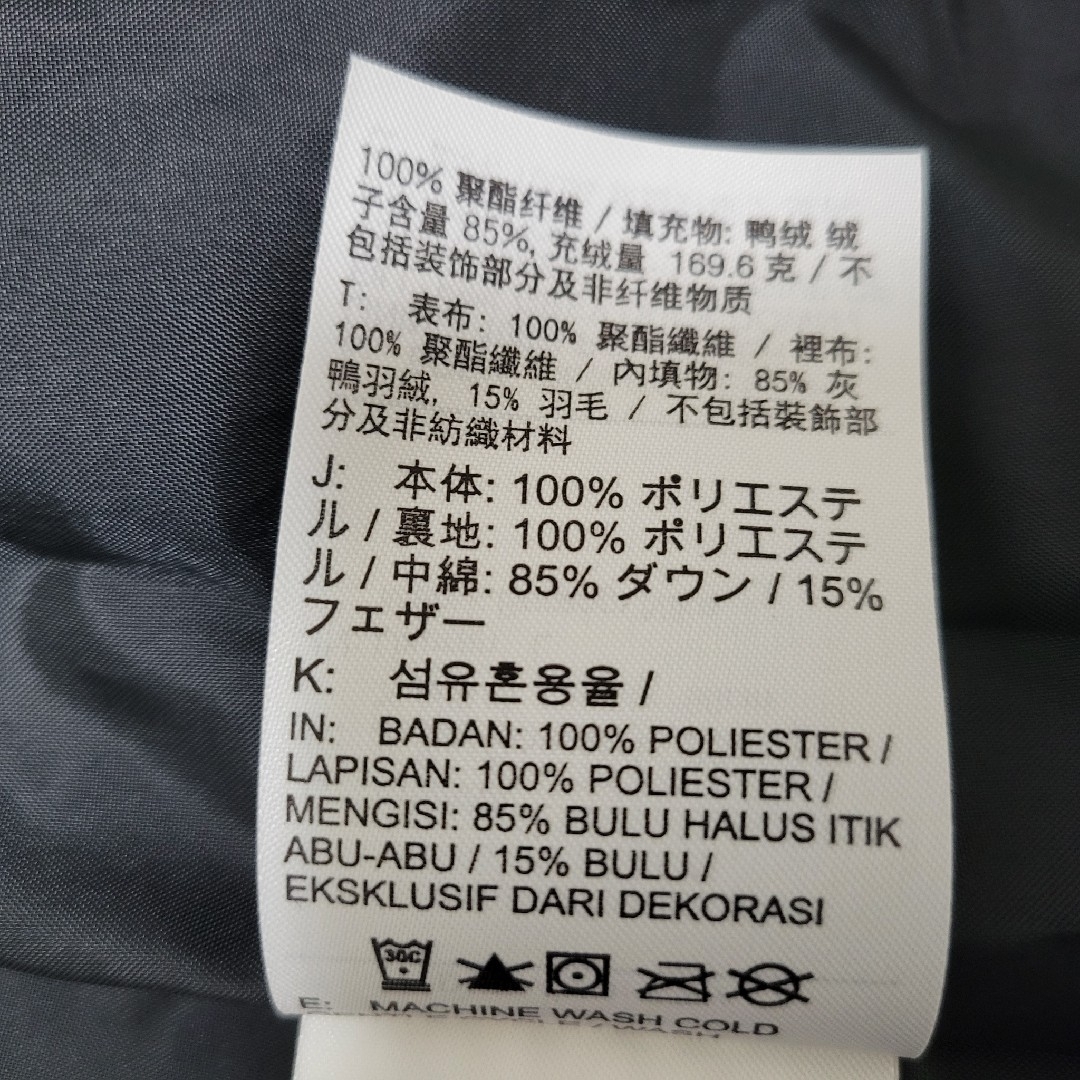 100% 聚酯纤维 / 填充物: 鸭绒 绒
子含量 85%, 充绒量 169.6 克 / 不
包括装饰部分及非纤维物质
T: 表布: 100% 聚酯纖維 / 裡布:
100% 聚酯纖維 / 內填物: 85% 灰
鴨羽絨, 15% 羽毛 / 不包括裝飾部
分及非紡織材料
J: 本体: 100% ポリエステ
ル / 裏地: 100% ポリエステ
ル / 中綿: 85% ダウン / 15%
フェザー
K: 섬유혼용율 /
IN: BADAN: 100% POLIESTER /
LAPISAN: 100% POLIESTER /
MENGISI: 85% BULU HALUS ITIK
ABU-ABU / 15% BULU /
EKSKLUSIF DARI DEKORASI
30C
E: MACHINE WASH COLD